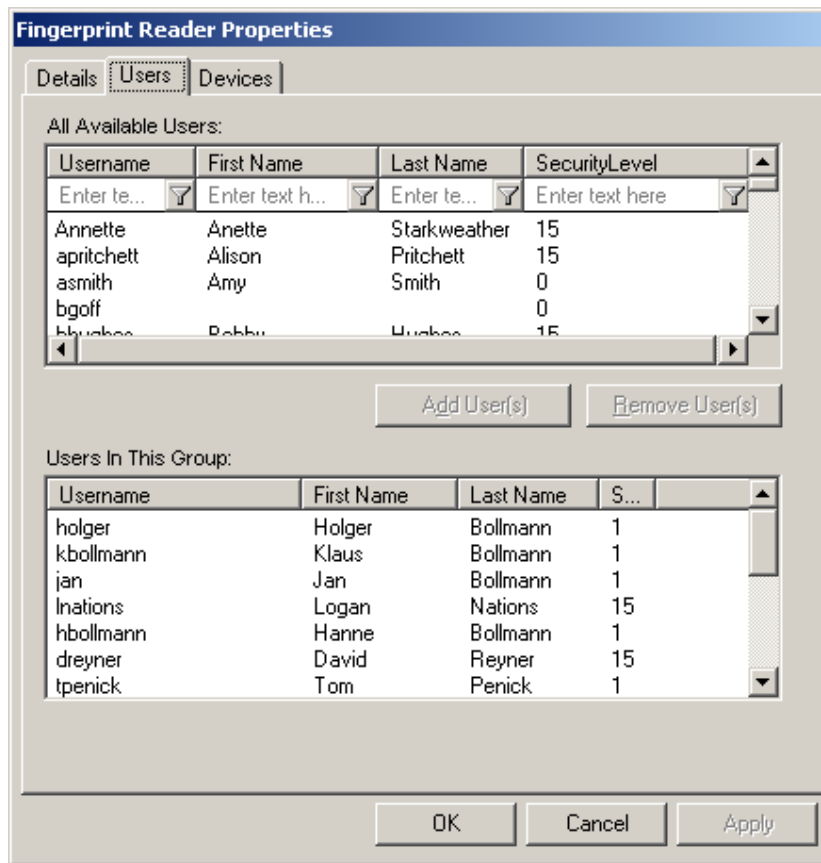 Fingerprint Reader Properties
Details Users Devices
All Available Users:
Username First Name Last Name SecurityLevel
Enter te... Enter text h... Enter te... Enter text here
Annette Anette Starkweather 15
apritchett Alison Pritchett 15
asmith Amy Smith 0
bgoff 0
bhughes Bobby Hughes 15
Add User(s) Remove User(s)
Users In This Group:
Username First Name Last Name S...
holger Holger Bollmann 1
kbollmann Klaus Bollmann 1
jan Jan Bollmann 1
lnations Logan Nations 15
hbollmann Hanne Bollmann 1
dreyner David Reyner 15
tpenick Tom Penick 1
OK Cancel Apply